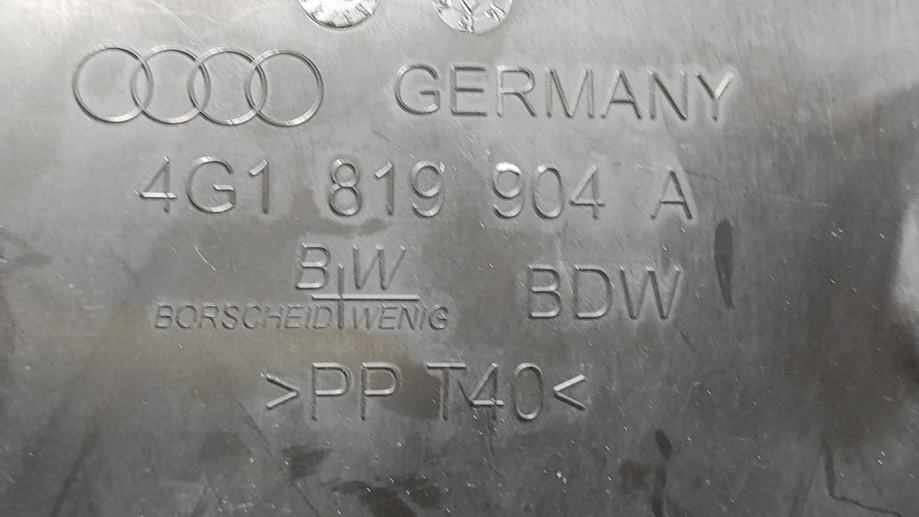 GERMANY
4G1 819 904 A
BW BDW
BORSCHEID WENIG
>PP T40<